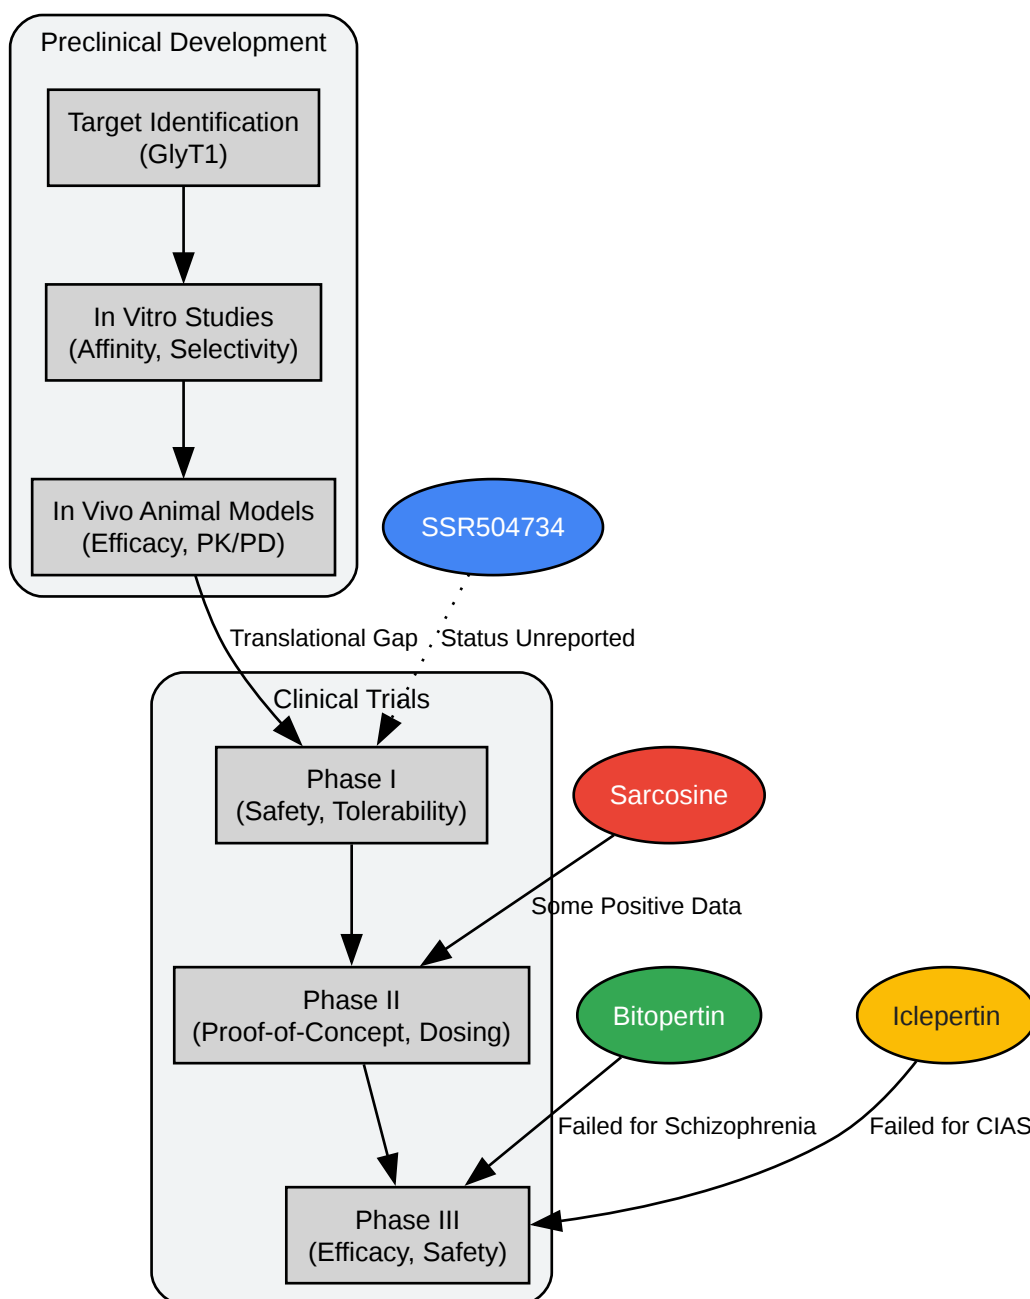 Preclinical Development
Target Identification
(GlyT1)
In Vitro Studies
(Affinity, Selectivity)
In Vivo Animal Models
(Efficacy, PK/PD)
SSR504734
Translational Gap
Status Unreported
Clinical Trials
Phase I
(Safety, Tolerability)
Sarcosine
Some Positive Data
Phase II
(Proof-of-Concept, Dosing)
Bitopertin
Iclepertin
Failed for Schizophrenia
Failed for CIAS
Phase III
(Efficacy, Safety)